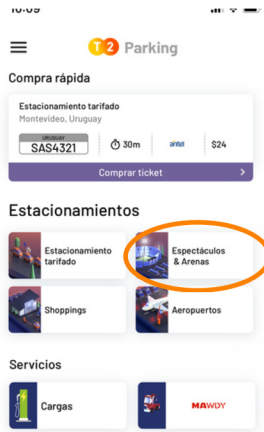 10:09
T2 Parking
Compra rápida
Estacionamiento tarifado
Montevideo, Uruguay
URUGUAY
SAS4321
30m
antel
$24
Comprar ticket >
Estacionamientos
Estacionamiento
tarifado
Espectáculos
& Arenas
Shoppings
Aeropuertos
Servicios
Cargas
MAWDY